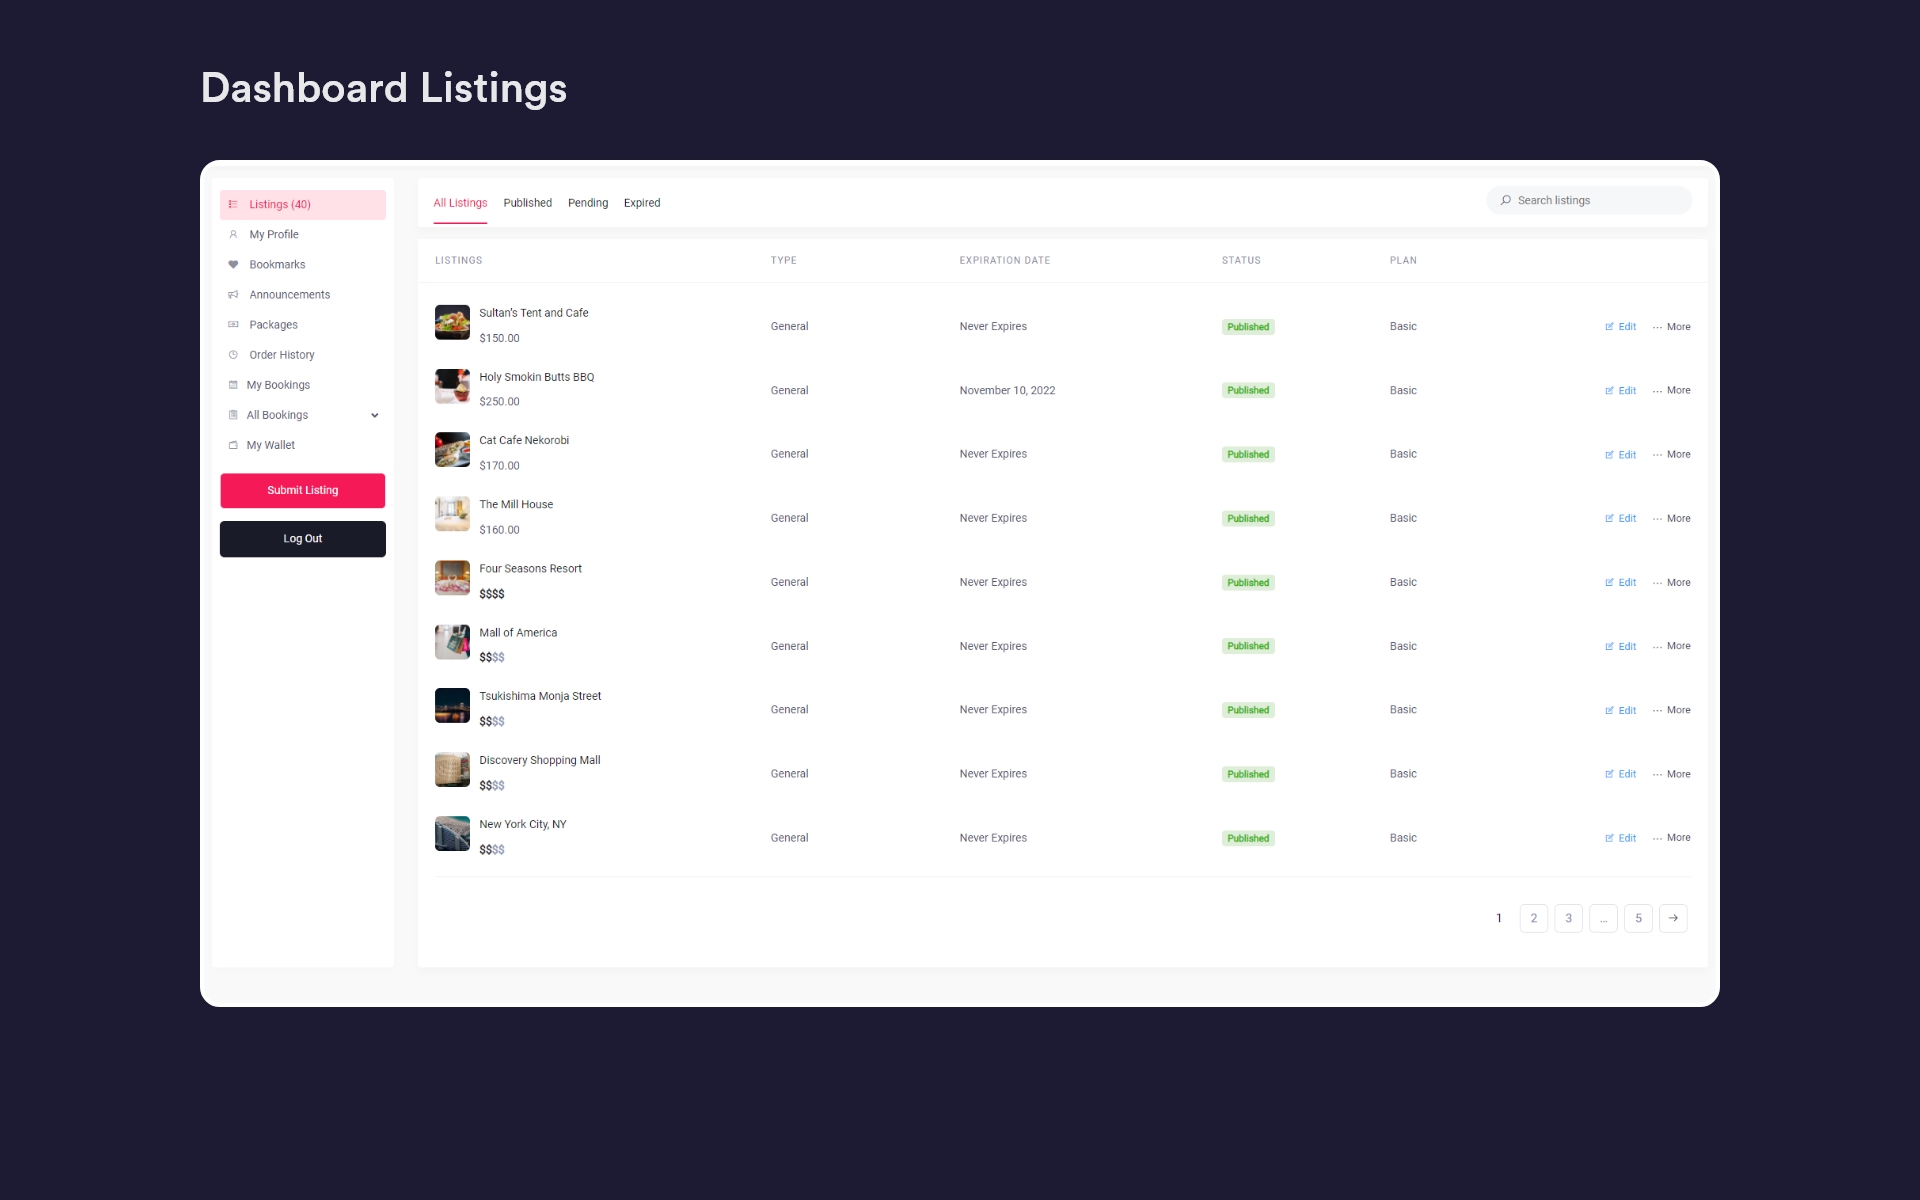 Dashboard Listings
Listings (40)
My Profile
Bookmarks
Announcements
Packages
Order History
My Bookings
All Bookings
My Wallet
Submit Listing
Log Out
All Listings Published Pending Expired Search listings
LISTINGS TYPE EXPIRATION DATE STATUS PLAN
Sultan's Tent and Cafe
$150.00
General Never Expires Published Basic Edit ... More
Holy Smokin Butts BBQ
$250.00
General November 10, 2022 Published Basic Edit ... More
Cat Cafe Nekorobi
$170.00
General Never Expires Published Basic Edit ... More
The Mill House
$160.00
General Never Expires Published Basic Edit ... More
Four Seasons Resort
$$$$
General Never Expires Published Basic Edit ... More
Mall of America
$$$$
General Never Expires Published Basic Edit ... More
Tsukishima Monja Street
$$$$
General Never Expires Published Basic Edit ... More
Discovery Shopping Mall
$$$$
General Never Expires Published Basic Edit ... More
New York City, NY
$$$$
General Never Expires Published Basic Edit ... More
1 2 3 ... 5 →